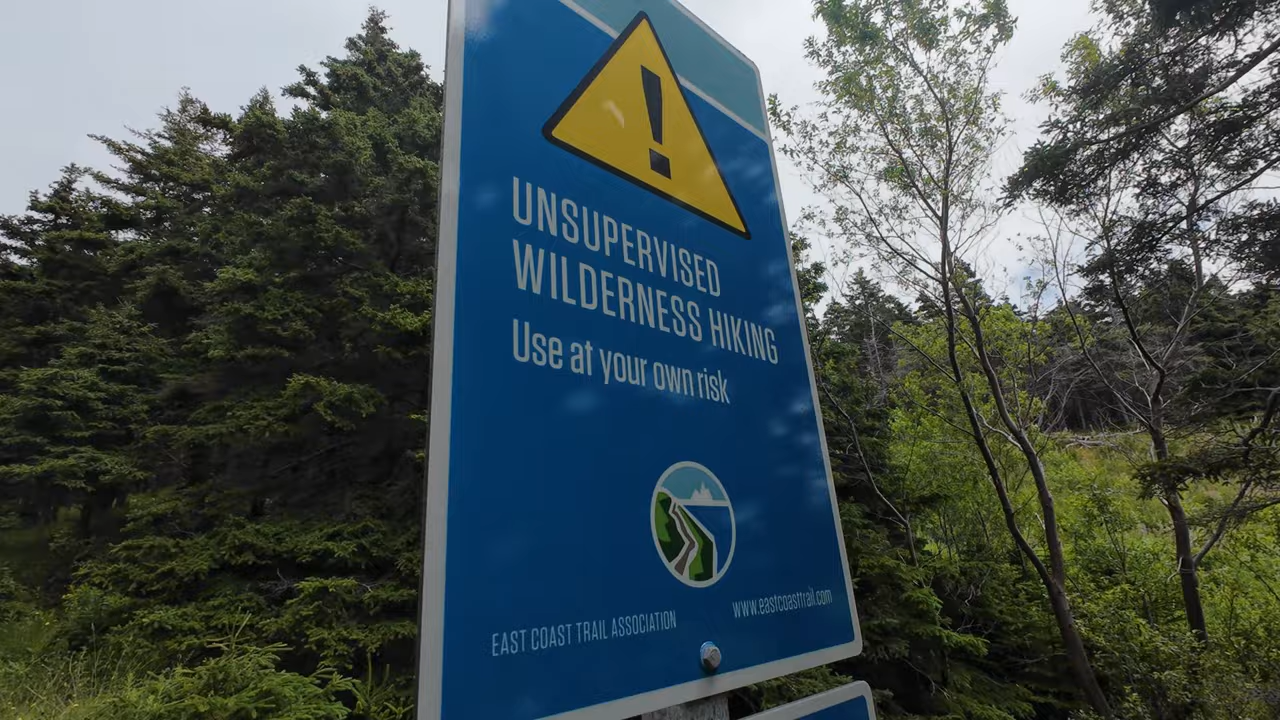 !
UNSUPERVISED
WILDERNESS HIKING
Use at your own risk
EAST COAST TRAIL ASSOCIATION
www.eastcoasttrail.com